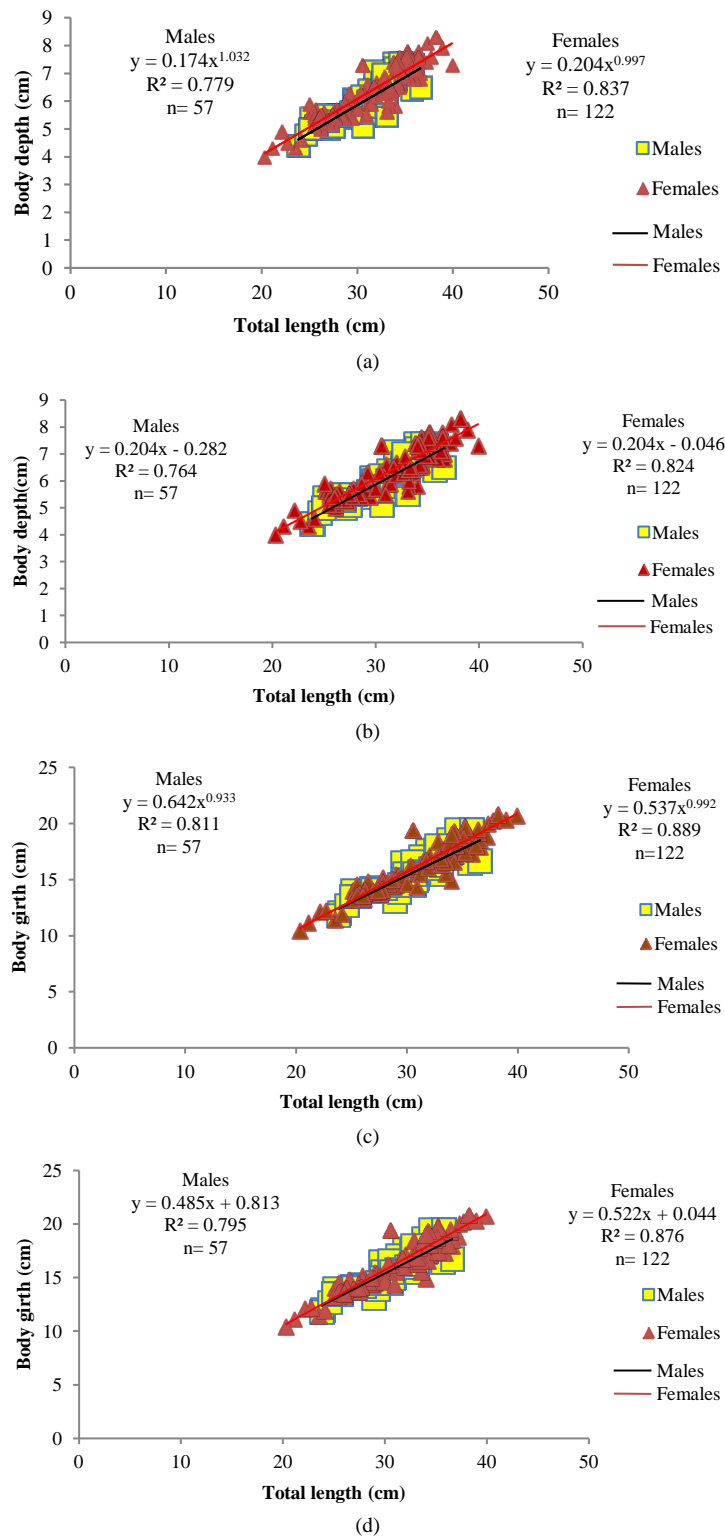 Males
y = 0.174x^1.032
R² = 0.779
n= 57
Females
y = 0.204x^0.997
R² = 0.837
n= 122
Males
Females
Males
Females
9
8
7
6
5
4
3
2
1
0
Body depth (cm)
0 10 20 30 40 50
Total length (cm)
(a)
Males
y = 0.204x - 0.282
R² = 0.764
n= 57
Females
y = 0.204x - 0.046
R² = 0.824
n= 122
Males
Females
Males
Females
9
8
7
6
5
4
3
2
1
0
Body depth(cm)
0 10 20 30 40 50
Total length (cm)
(b)
Males
y = 0.642x^0.933
R² = 0.811
n= 57
Females
y = 0.537x^0.992
R² = 0.889
n=122
Males
Females
Males
Females
25
20
15
10
5
0
Body girth (cm)
0 10 20 30 40 50
Total length (cm)
(c)
Males
y = 0.485x + 0.813
R² = 0.795
n= 57
Females
y = 0.522x + 0.044
R² = 0.876
n= 122
Males
Females
Males
Females
25
20
15
10
5
0
Body girth (cm)
0 10 20 30 40 50
Total length (cm)
(d)